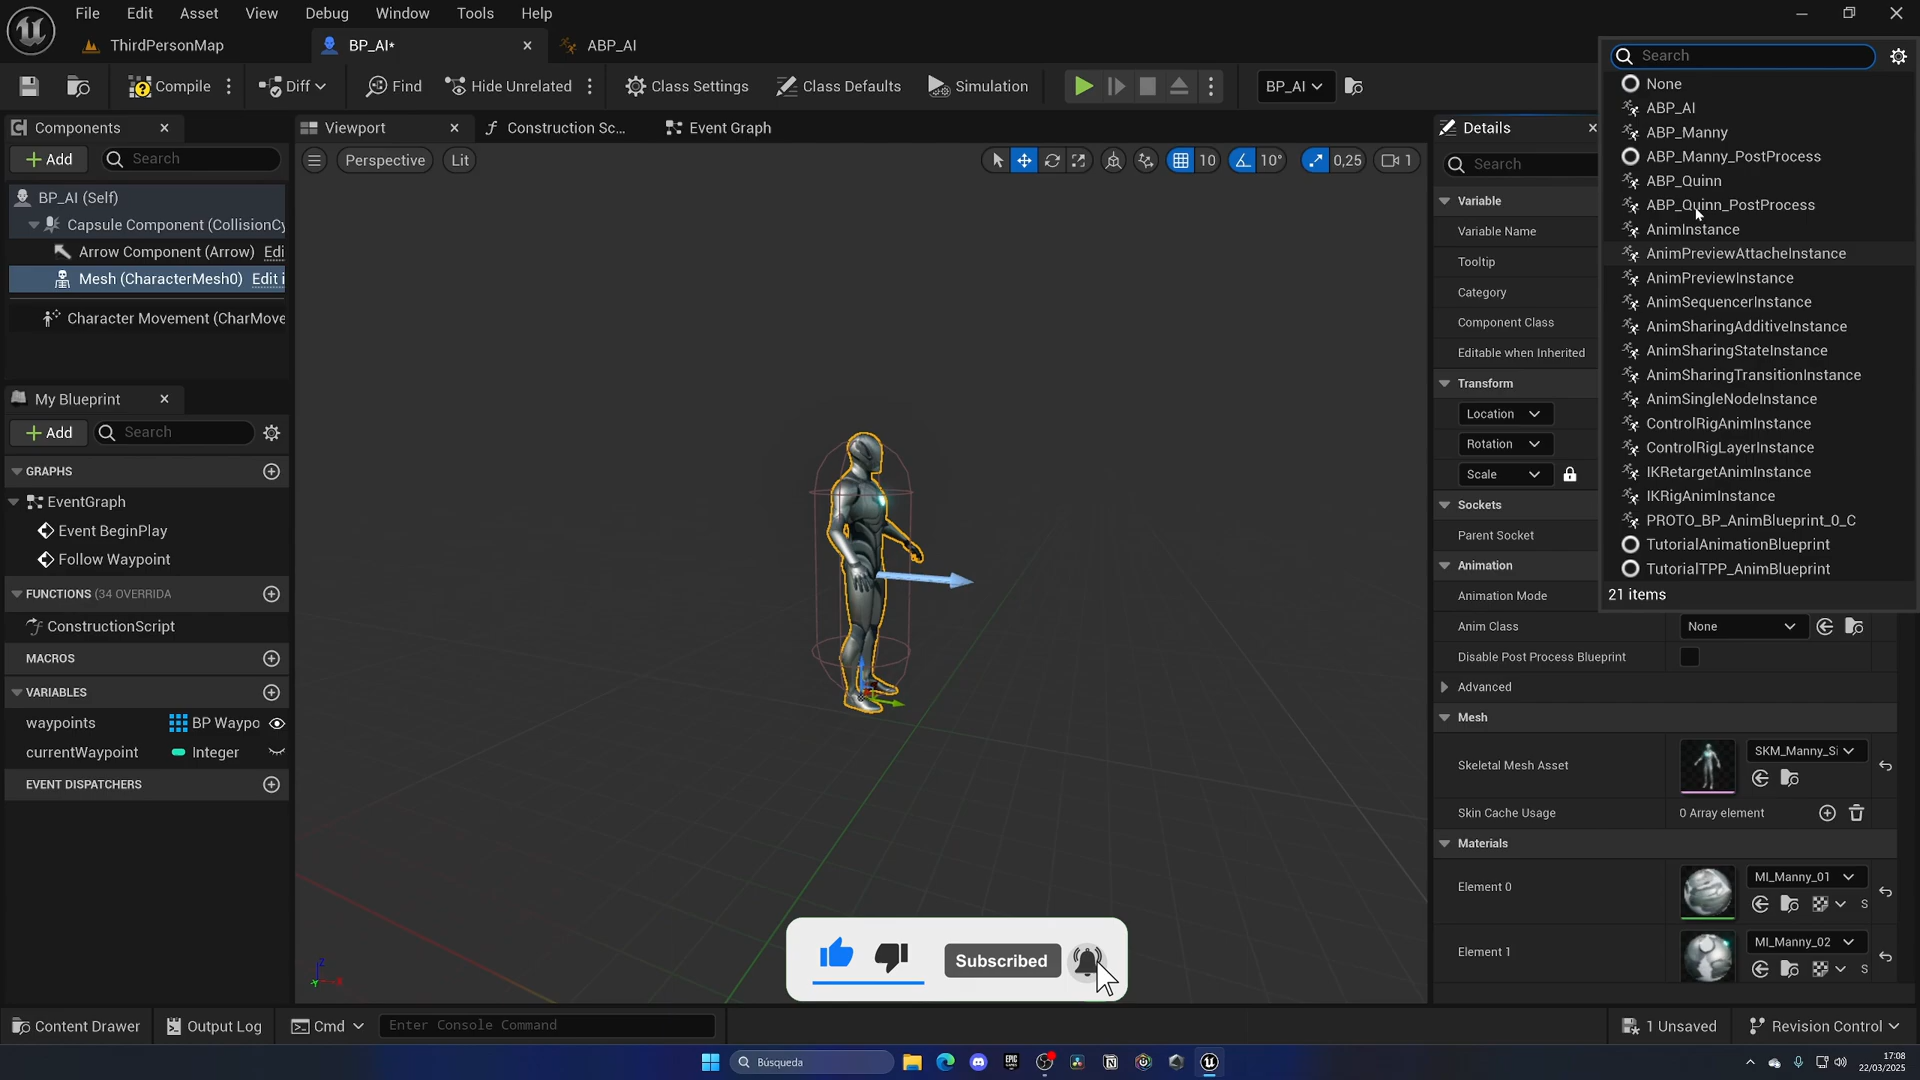 File Edit Asset View Debug Window Tools Help
ThirdPersonMap BP_AI* ABP_AI
Compile Diff Find Hide Unrelated Class Settings Class Defaults Simulation BP_AI
Components
Add Search
BP_AI (Self)
Capsule Component (CollisionCy
Arrow Component (Arrow) Edi
Mesh (CharacterMesh0) Edit i
Character Movement (CharMove
My Blueprint
Add Search
GRAPHS
EventGraph
Event BeginPlay
Follow Waypoint
FUNCTIONS (34 OVERRIDA
ConstructionScript
MACROS
VARIABLES
waypoints BP Waypo
currentWaypoint Integer
EVENT DISPATCHERS
Viewport Construction Sc... Event Graph
Perspective Lit 10 10° 0,25 1
Z
X
Subscribed
Details
Search
Variable
Variable Name
Tooltip
Category
Component Class
Editable when Inherited
Transform
Location
Rotation
Scale
Sockets
Parent Socket
Animation
Animation Mode
Anim Class None
Disable Post Process Blueprint
Advanced
Mesh
Skeletal Mesh Asset SKM_Manny_Si
Skin Cache Usage 0 Array element
Materials
Element 0 MI_Manny_01
S
Element 1 MI_Manny_02
S
Search
None
ABP_AI
ABP_Manny
ABP_Manny_PostProcess
ABP_Quinn
ABP_Quinn_PostProcess
AnimInstance
AnimPreviewAttacheInstance
AnimPreviewInstance
AnimSequencerInstance
AnimSharingAdditiveInstance
AnimSharingStateInstance
AnimSharingTransitionInstance
AnimSingleNodeInstance
ControlRigAnimInstance
ControlRigLayerInstance
IKRetargetAnimInstance
IKRigAnimInstance
PROTO_BP_AnimBlueprint_0_C
TutorialAnimationBlueprint
TutorialTPP_AnimBlueprint
21 items
Content Drawer Output Log Cmd Enter Console Command 1 Unsaved Revision Control
Búsqueda EPIC GAMES
17:08
22/03/2025